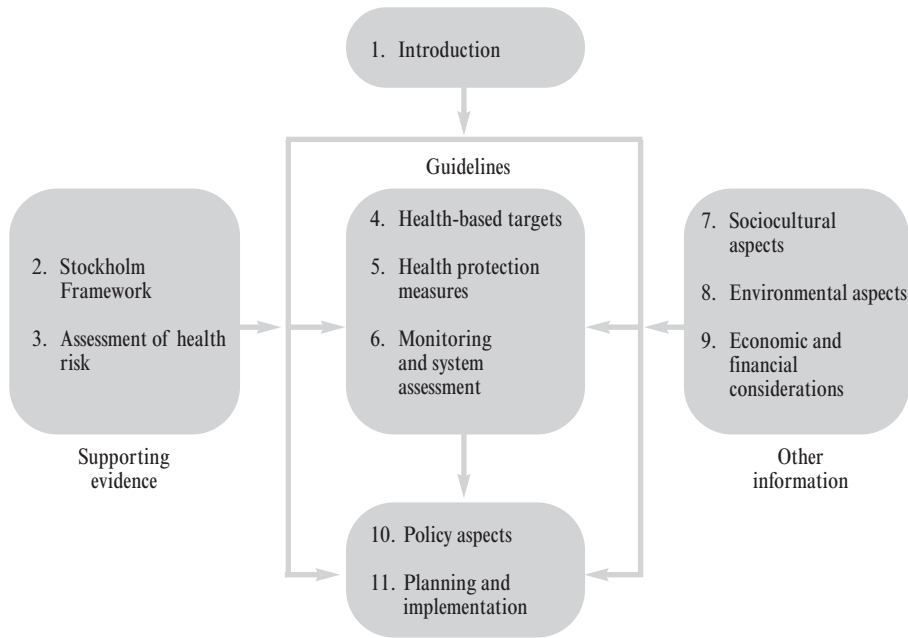 1. Introduction
Guidelines
2. Stockholm
Framework
3. Assessment of health
risk
Supporting
evidence
4. Health-based targets
5. Health protection
measures
6. Monitoring
and system
assessment
7. Sociocultural
aspects
8. Environmental aspects
9. Economic and
financial
considerations
Other
information
10. Policy aspects
11. Planning and
implementation